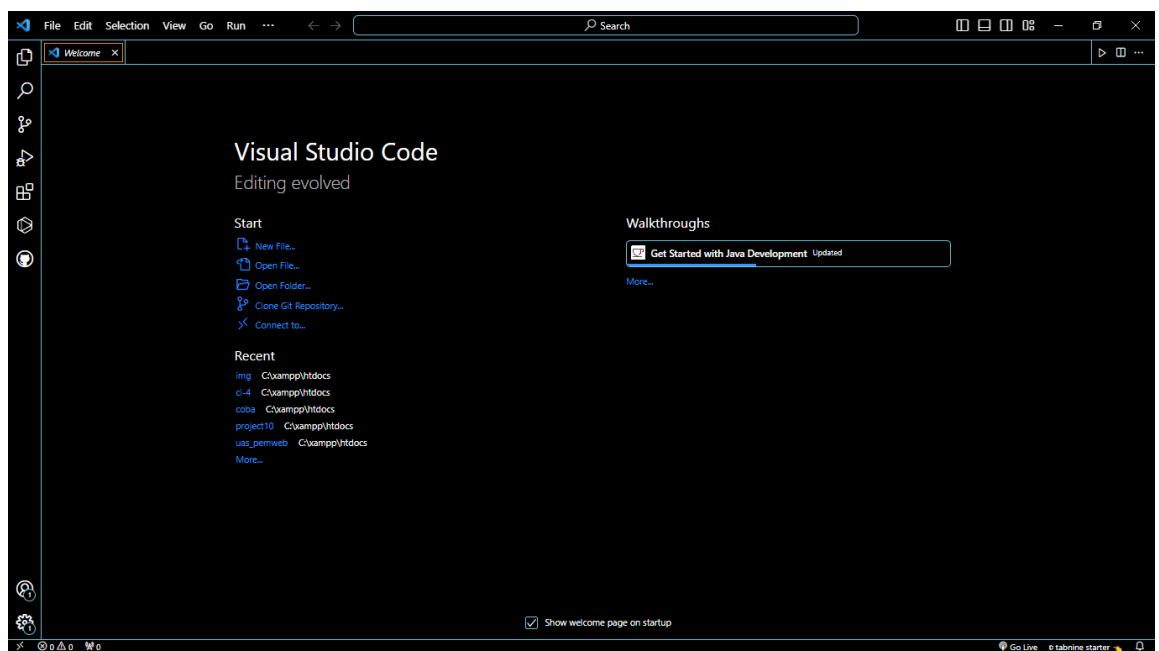 File Edit Selection View Go Run ··· Search
Welcome
Visual Studio Code
Editing evolved
Start
New File...
Open File...
Open Folder...
Clone Git Repository...
Connect to...
Recent
img C:\xampp\htdocs
ci-4 C:\xampp\htdocs
coba C:\xampp\htdocs
project10 C:\xampp\htdocs
uas_pemweb C:\xampp\htdocs
More...
Walkthroughs
Get Started with Java Development Updated
More...
1
1
Show welcome page on startup
0 0 0 Go Live tabnine starter